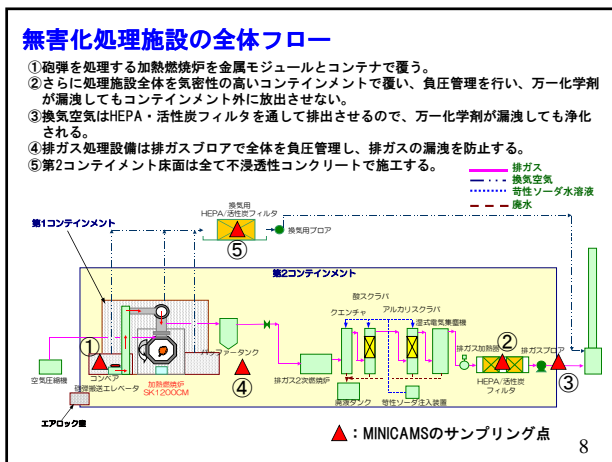 無害化処理施設の全体フロー
①砲弾を処理する加熱燃焼炉を金属モジュールとコンテナで覆う。
②さらに処理施設全体を気密性の高いコンテインメントで覆い、負圧管理を行い、万一化学剤
が漏洩してもコンテインメント外に放出させない。
③換気空気はHEPA・活性炭フィルタを通して排出させるので、万一化学剤が漏洩しても浄化
される。
④排ガス処理設備は排ガスブロアで全体を負圧管理し、排ガスの漏洩を防止する。
⑤第2コンテイメント床面は全て不浸透性コンクリートで施工する。
排ガス
換気空気
苛性ソーダ水溶液
廃水
換気用
HEPA/活性炭フィルタ
換気用ブロア
⑤
第1コンテインメント
第2コンテインメント
酸スクラバ
クエンチャ
アルカリスクラバ
湿式電気集塵機
排ガス加熱器
②
排ガスブロア
①
バッファータンク
④
排ガス2次燃焼炉
HEPA/活性炭
フィルタ
③
空気圧縮機
コンベア
砲弾搬送エレベータ
加熱燃焼炉
SK1200CM
廃液タンク
苛性ソーダ注入装置
エアロック室
▲：MINICAMSのサンプリング点
8